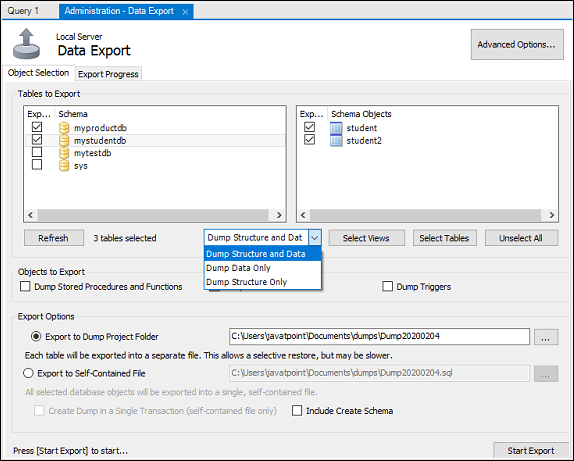 Query 1
Administration - Data Export ×
Local Server
Data Export
Advanced Options...
Object Selection
Export Progress
Tables to Export
Exp... Schema
myproductdb
mystudentdb
mytestdb
sys
Exp... Schema Objects
student
student2
Refresh
3 tables selected
Dump Structure and Dat
Select Views
Select Tables
Unselect All
Dump Structure and Data
Dump Data Only
Dump Structure Only
Objects to Export
Dump Stored Procedures and Functions
Dump Triggers
Export Options
Export to Dump Project Folder
C:\Users\javatpoint\Documents\dumps\Dump20200204
...
Each table will be exported into a separate file. This allows a selective restore, but may be slower.
Export to Self-Contained File
C:\Users\javatpoint\Documents\dumps\Dump20200204.sql
...
All selected database objects will be exported into a single, self-contained file.
Create Dump in a Single Transaction (self-contained file only)
Include Create Schema
Press [Start Export] to start...
Start Export